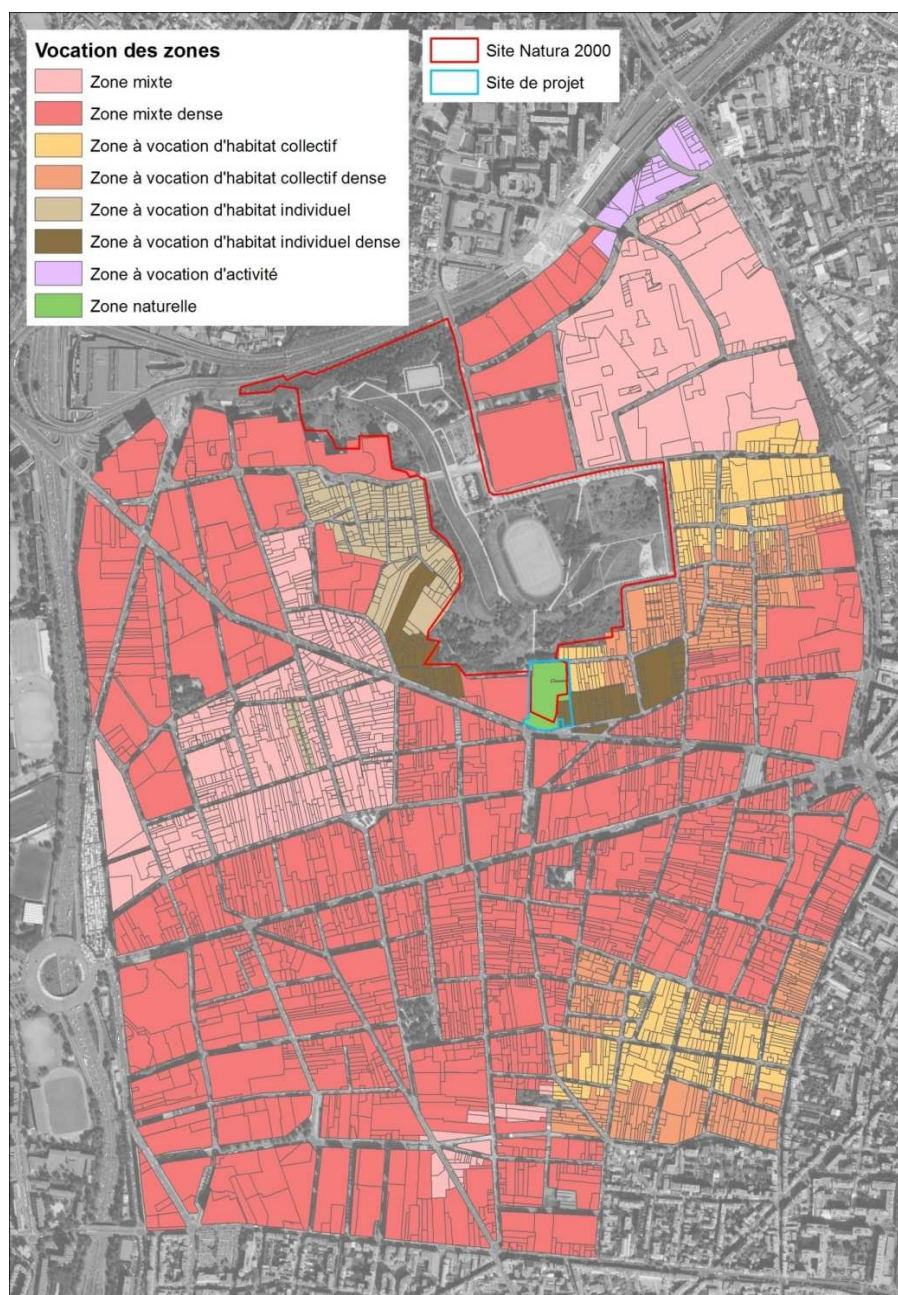 Vocation des zones
Zone mixte
Zone mixte dense
Zone à vocation d'habitat collectif
Zone à vocation d'habitat collectif dense
Zone à vocation d'habitat individuel
Zone à vocation d'habitat individuel dense
Zone à vocation d'activité
Zone naturelle
Site Natura 2000
Site de projet